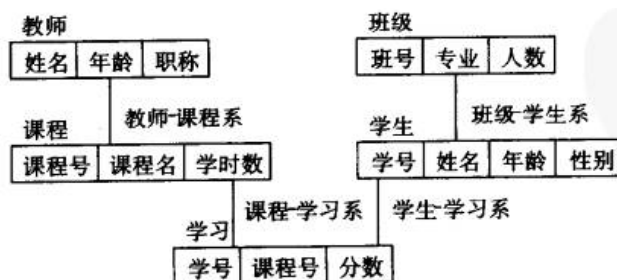 教师
姓名 年龄 职称
班级
班号 专业 人数
教师-课程系
班级-学生系
课程
课程号 课程名 学时数
学生
学号 姓名 年龄 性别
课程-学习系
学生-学习系
学习
学号 课程号 分数